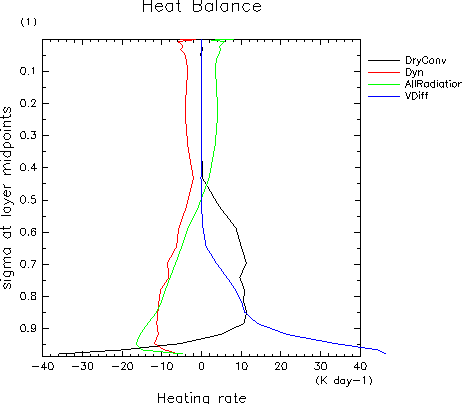 Heat Balance
(1)
DryConv
Dyn
AllRadiation
VDiff
0.1
0.2
0.3
0.4
0.5
0.6
0.7
0.8
0.9
sigma at layer midpoints
-40 -30 -20 -10 0 10 20 30 40
(K day-1)
Heating rate